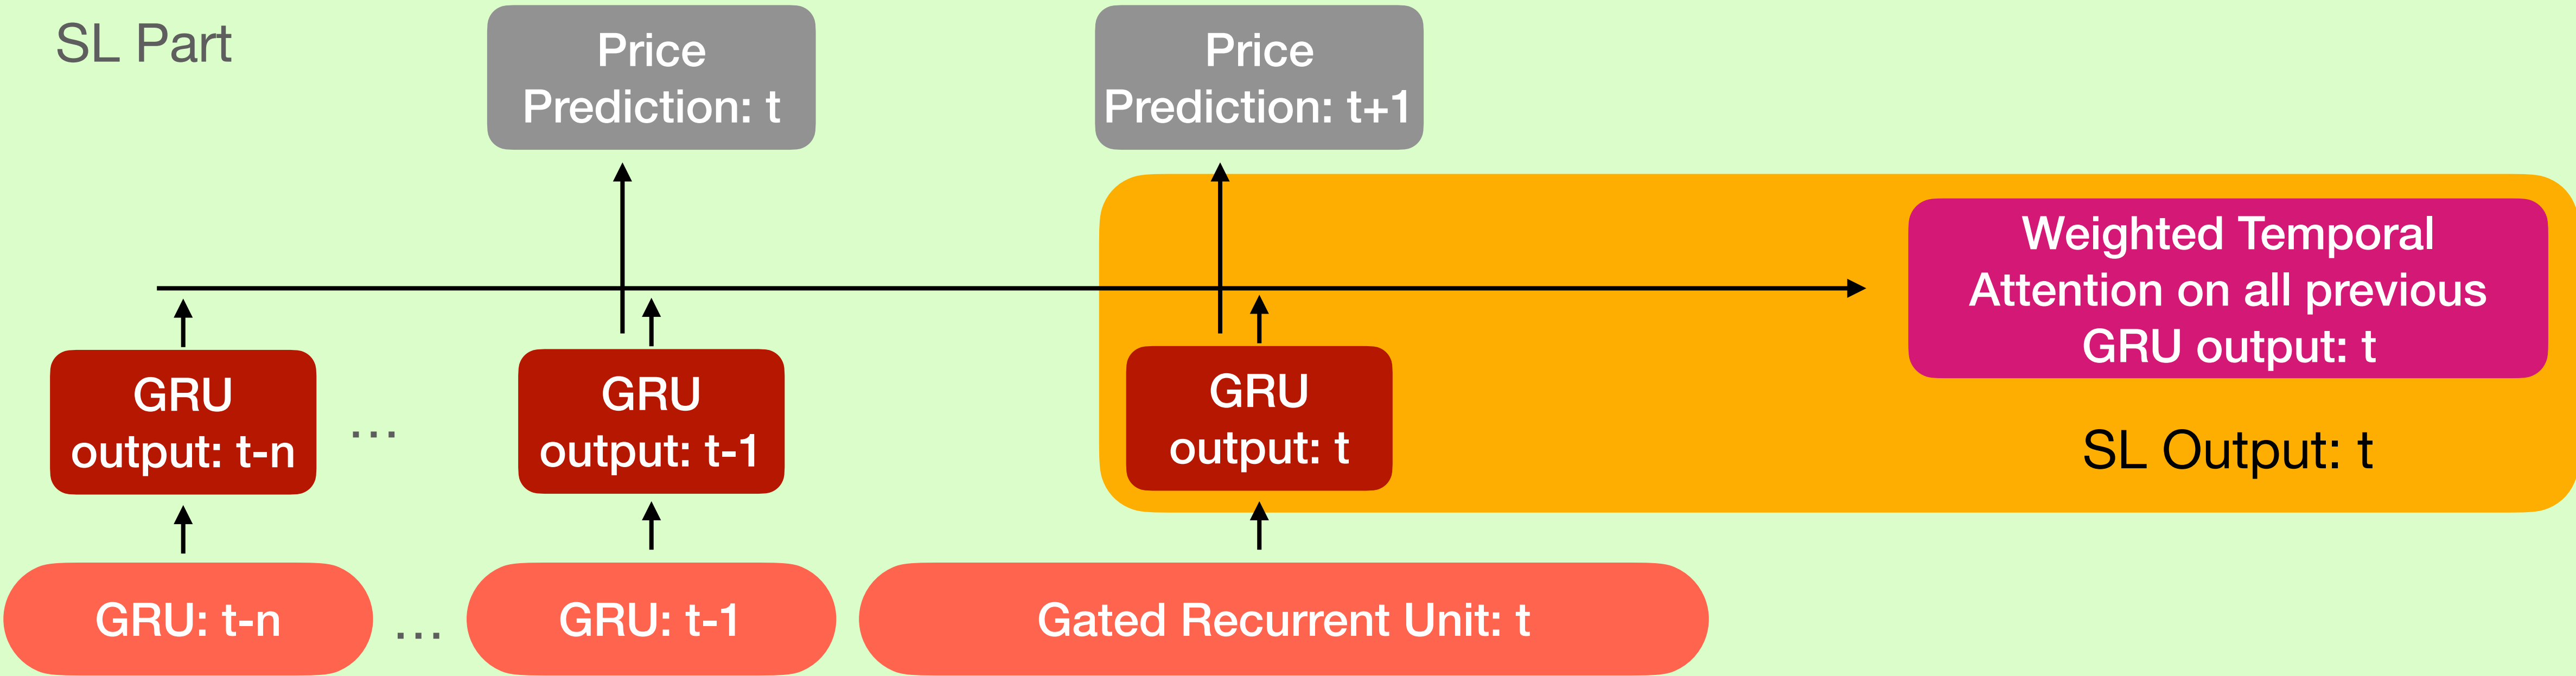 SL Part
Price
Prediction: t
Price
Prediction: t+1
Weighted Temporal
Attention on all previous
GRU output: t
GRU
output: t-n
...
GRU
output: t-1
GRU
output: t
SL Output: t
GRU: t-n
...
GRU: t-1
Gated Recurrent Unit: t